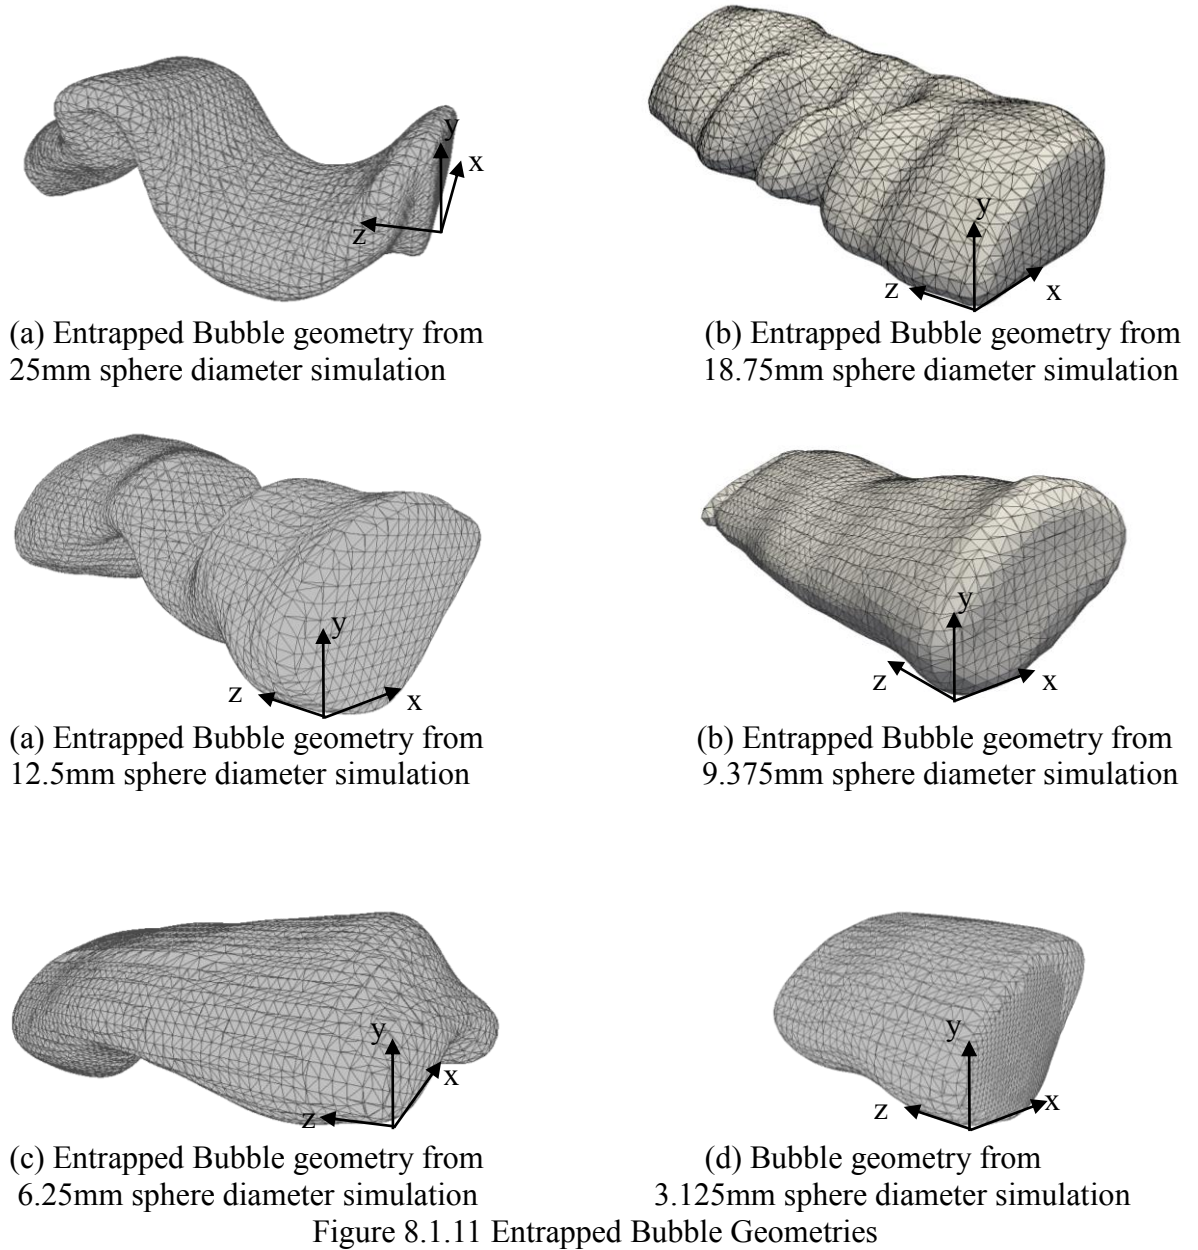 y
x
z
y
z
x
(a) Entrapped Bubble geometry from
25mm sphere diameter simulation
(b) Entrapped Bubble geometry from
18.75mm sphere diameter simulation
y
z
x
y
z
x
(a) Entrapped Bubble geometry from
12.5mm sphere diameter simulation
(b) Entrapped Bubble geometry from
9.375mm sphere diameter simulation
y
x
z
y
z
x
(c) Entrapped Bubble geometry from
6.25mm sphere diameter simulation
(d) Bubble geometry from
3.125mm sphere diameter simulation
Figure 8.1.11 Entrapped Bubble Geometries